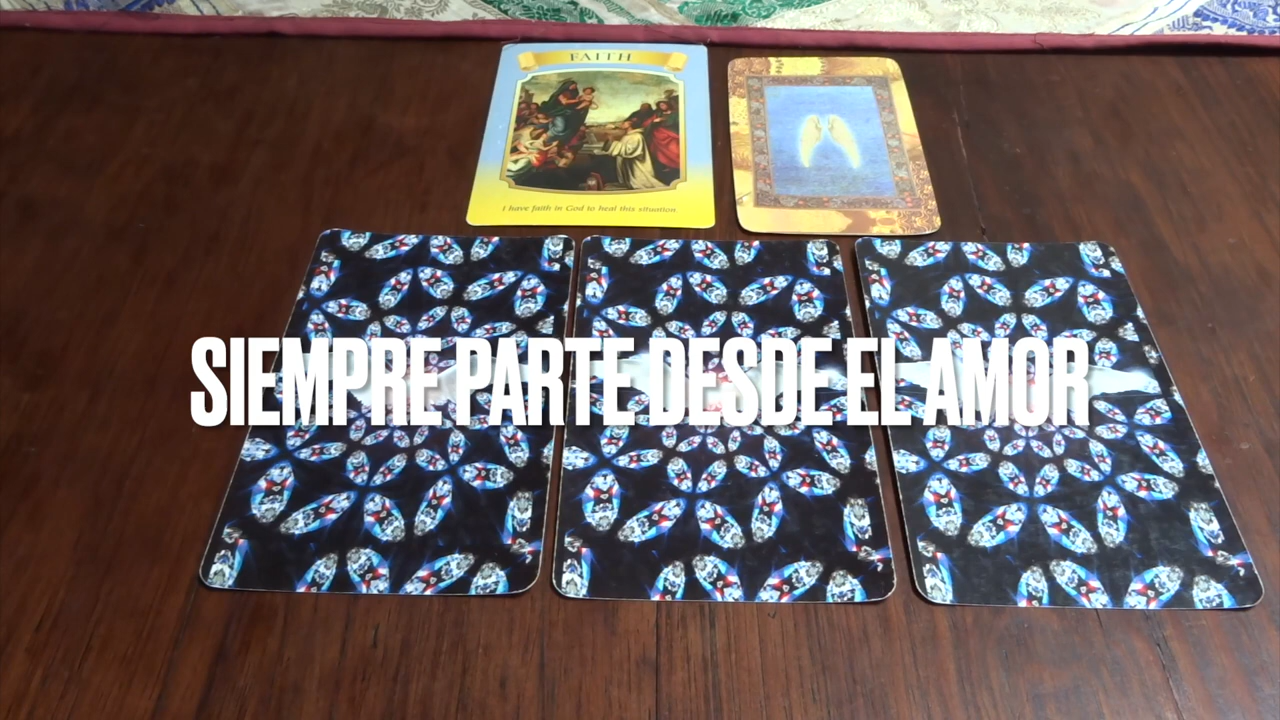 FAITH
I have faith in God to heal this situation.
SIEMPRE PARTE DESDE EL AMOR